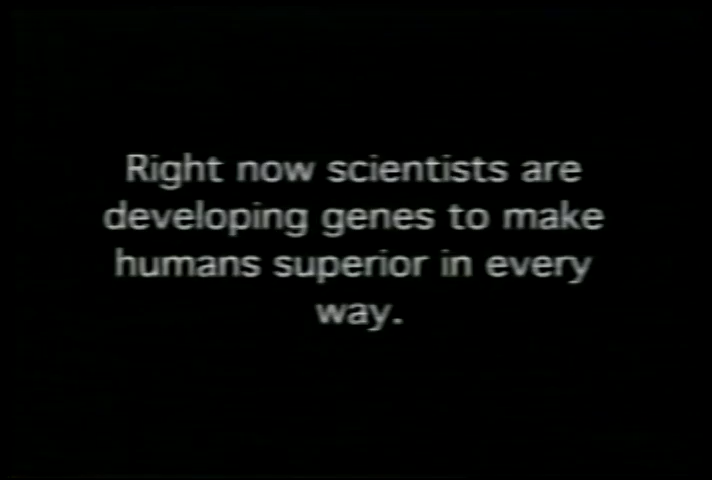 Right now scientists are
developing genes to make
humans superior in every
way.